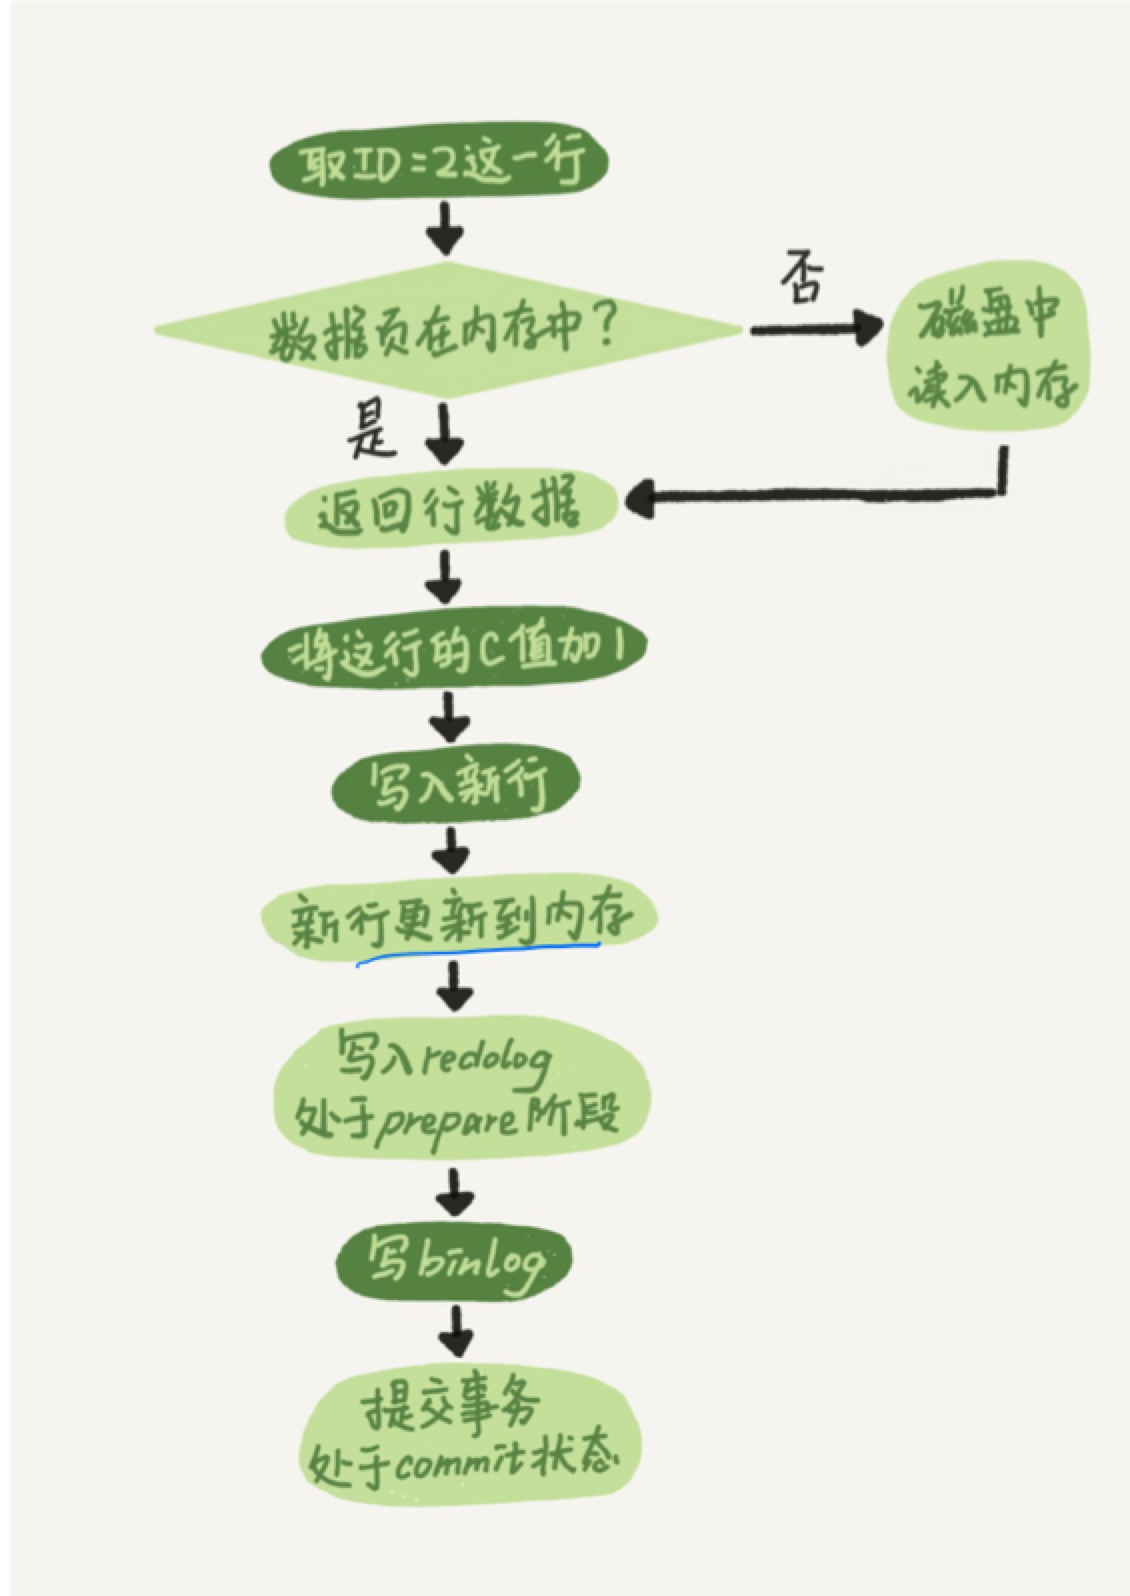 取ID=2这一行
数据页在内存中？
否
磁盘中
读入内存
是
返回行数据
将这行的C值加1
写入新行
新行更新到内存
写入redolog
处于prepare阶段
写binlog
提交事务
处于commit状态